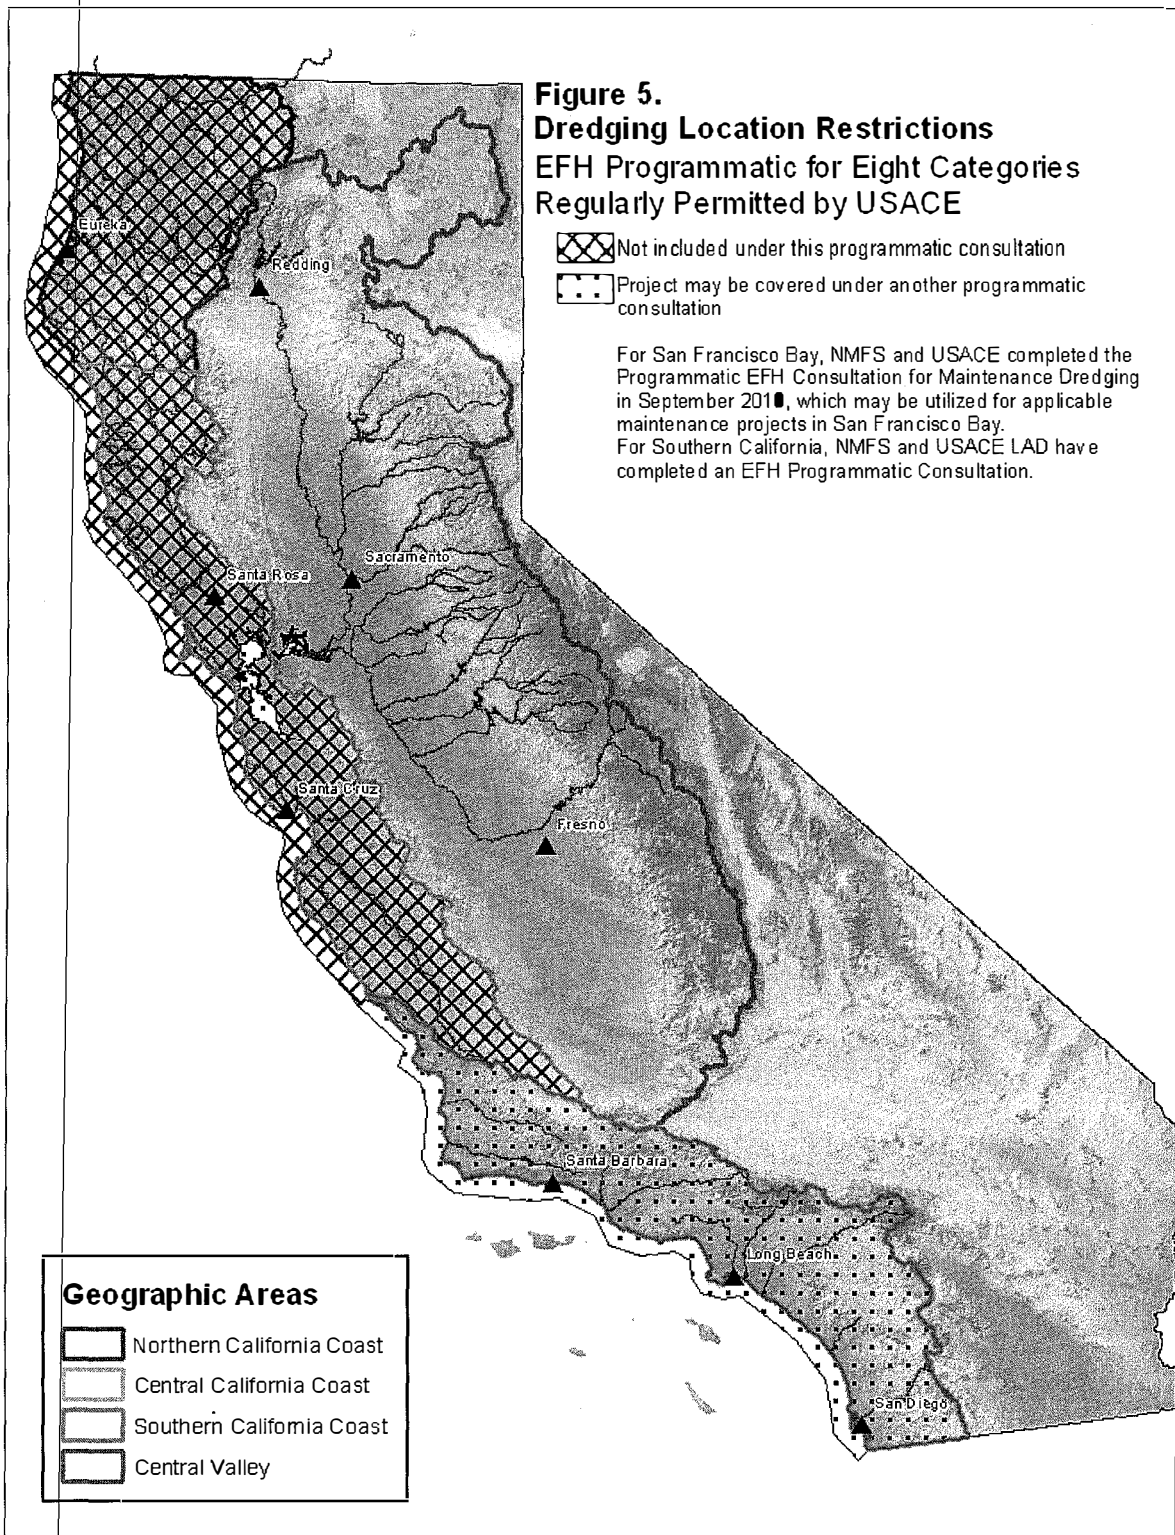 Figure 5.
Dredging Location Restrictions
EFH Programmatic for Eight Categories
Regularly Permitted by USACE
Not included under this programmatic consultation
Project may be covered under another programmatic
consultation
For San Francisco Bay, NMFS and USACE completed the
Programmatic EFH Consultation for Maintenance Dredging
in September 2010, which may be utilized for applicable
maintenance projects in San Francisco Bay.
For Southern California, NMFS and USACE LAD have
completed an EFH Programmatic Consultation.
Eureka
Redding
Sacramento
Santa Rosa
Santa Cruz
Fresno
Santa Barbara
Long Beach
San Diego
Geographic Areas
Northern California Coast
Central California Coast
Southern California Coast
Central Valley